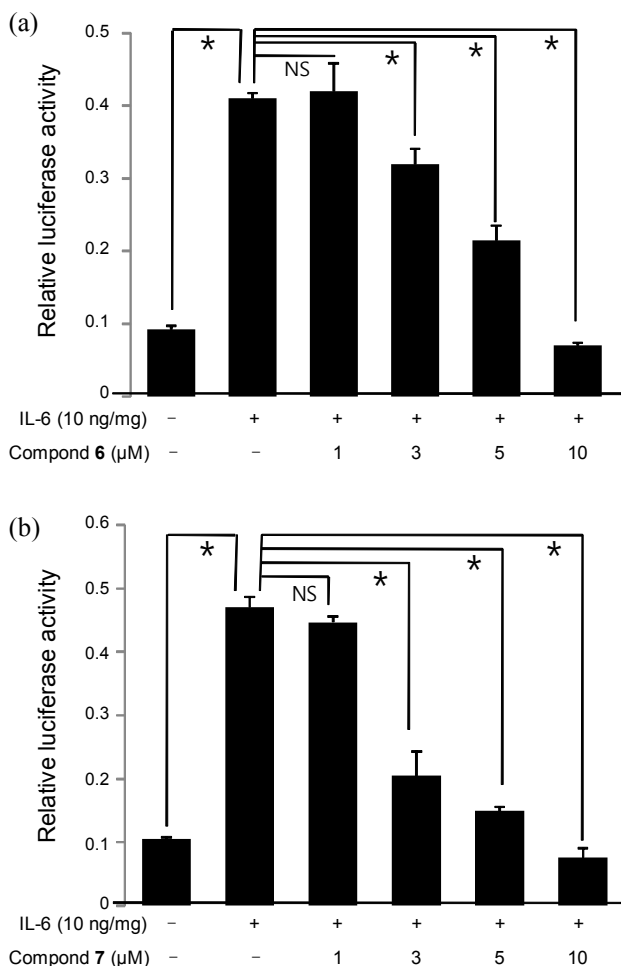 (a)
Relative luciferase activity
0.5
0.4
0.3
0.2
0.1
0
* NS * * *
IL-6 (10 ng/mg) – + + + + +
Compond 6 (µM) – – 1 3 5 10
(b)
Relative luciferase activity
0.6
0.5
0.4
0.3
0.2
0.1
0
* NS * * *
IL-6 (10 ng/mg) – + + + + +
Compound 7 (µM) – – 1 3 5 10